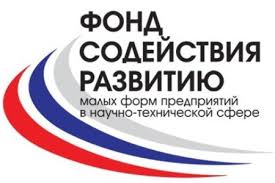 ФОНД
СОДЕЙСТВИЯ
РАЗВИТИЮ
малых форм предприятий
в научно-технической сфере